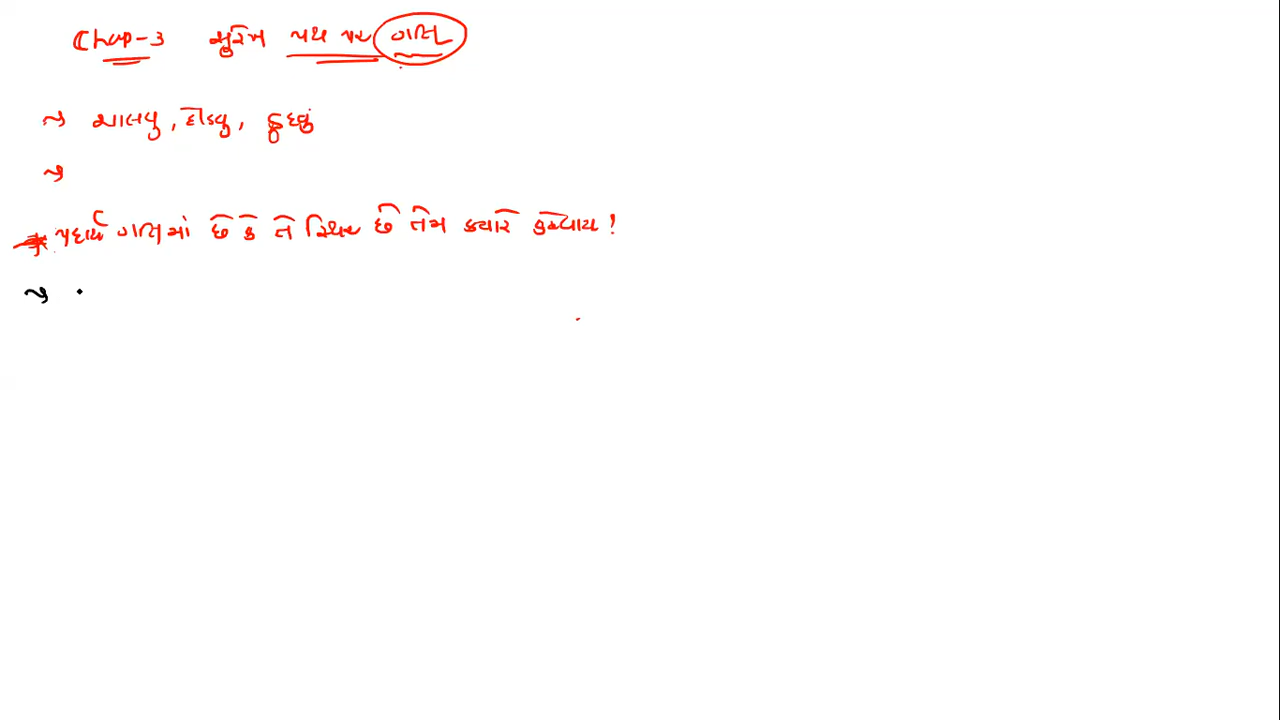 Chap-3 સુરેખ પથ પર ગતિ
→ ચાલવુ, દોડવુ, કુદવું
→
* પદાર્થ ગતિમાં છે કે તે સ્થિર છે તેમ ક્યારે કહેવાય?
→